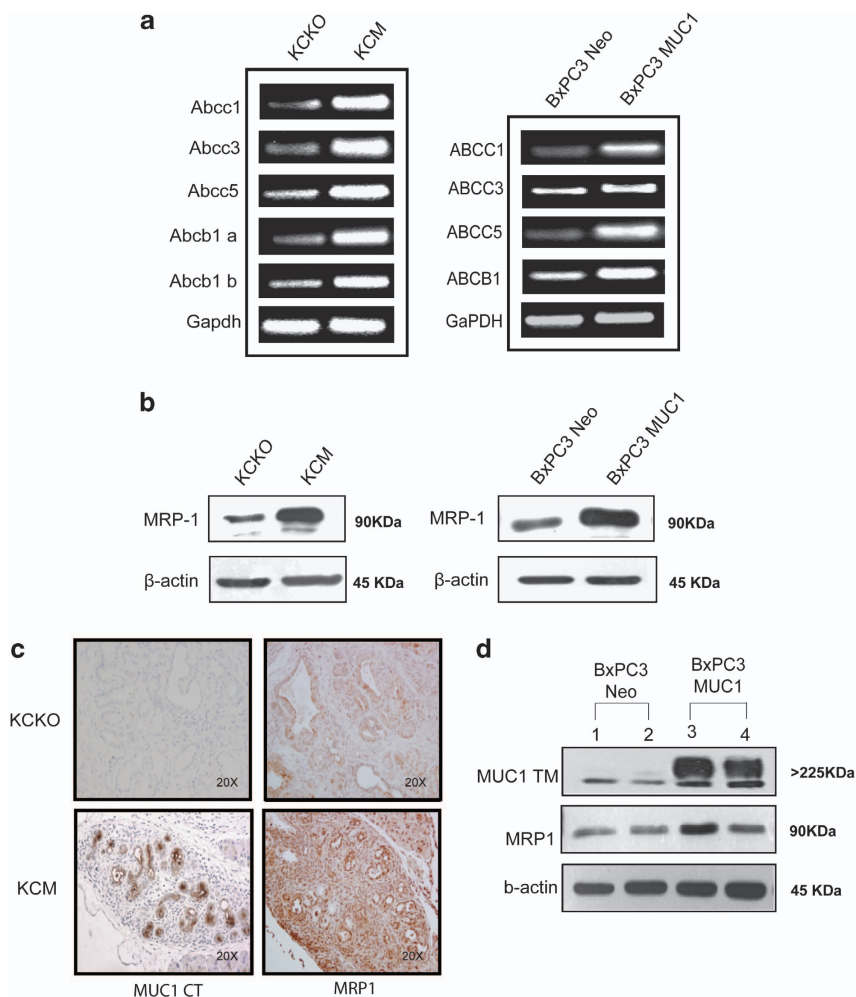 a
KCKO KCM
Abcc1
Abcc3
Abcc5
Abcb1 a
Abcb1 b
Gapdh
BxPC3 Neo BxPC3 MUC1
ABCC1
ABCC3
ABCC5
ABCB1
GaPDH
b
KCKO KCM
MRP-1 90KDa
β-actin 45 KDa
BxPC3 Neo BxPC3 MUC1
MRP-1 90KDa
β-actin 45 KDa
c
KCKO
20X 20X
KCM
20X 20X
MUC1 CT MRP1
d
BxPC3 Neo
BxPC3 MUC1
1 2 3 4
MUC1 TM >225KDa
MRP1 90KDa
b-actin 45 KDa